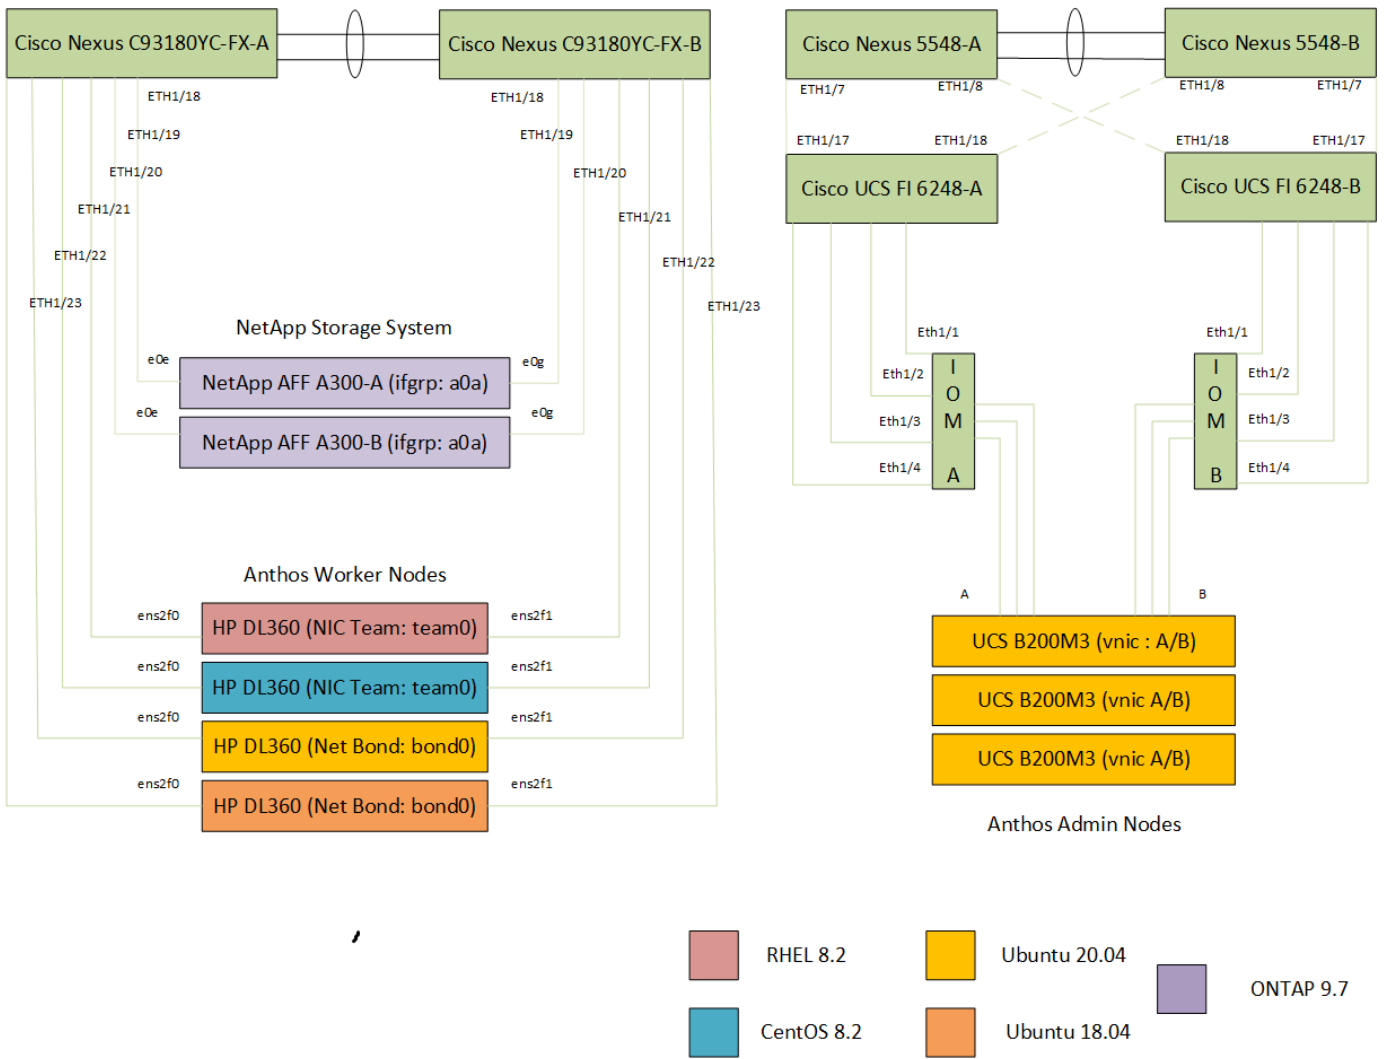 Cisco Nexus C93180YC-FX-A
Cisco Nexus C93180YC-FX-B
Cisco Nexus 5548-A
Cisco Nexus 5548-B
ETH1/18
ETH1/19
ETH1/20
ETH1/21
ETH1/22
ETH1/23
ETH1/18
ETH1/19
ETH1/20
ETH1/21
ETH1/22
ETH1/23
ETH1/7
ETH1/8
ETH1/8
ETH1/7
ETH1/17
ETH1/18
ETH1/18
ETH1/17
Cisco UCS FI 6248-A
Cisco UCS FI 6248-B
NetApp Storage System
e0e
NetApp AFF A300-A (ifgrp: a0a)
e0g
e0e
NetApp AFF A300-B (ifgrp: a0a)
e0g
Eth1/1
Eth1/2
Eth1/3
Eth1/4
I
O
M
A
Eth1/1
Eth1/2
Eth1/3
Eth1/4
I
O
M
B
Anthos Worker Nodes
ens2f0
HP DL360 (NIC Team: team0)
ens2f1
ens2f0
HP DL360 (NIC Team: team0)
ens2f1
ens2f0
HP DL360 (Net Bond: bond0)
ens2f1
ens2f0
HP DL360 (Net Bond: bond0)
ens2f1
A
B
UCS B200M3 (vnic : A/B)
UCS B200M3 (vnic A/B)
UCS B200M3 (vnic A/B)
Anthos Admin Nodes
RHEL 8.2
Ubuntu 20.04
ONTAP 9.7
CentOS 8.2
Ubuntu 18.04